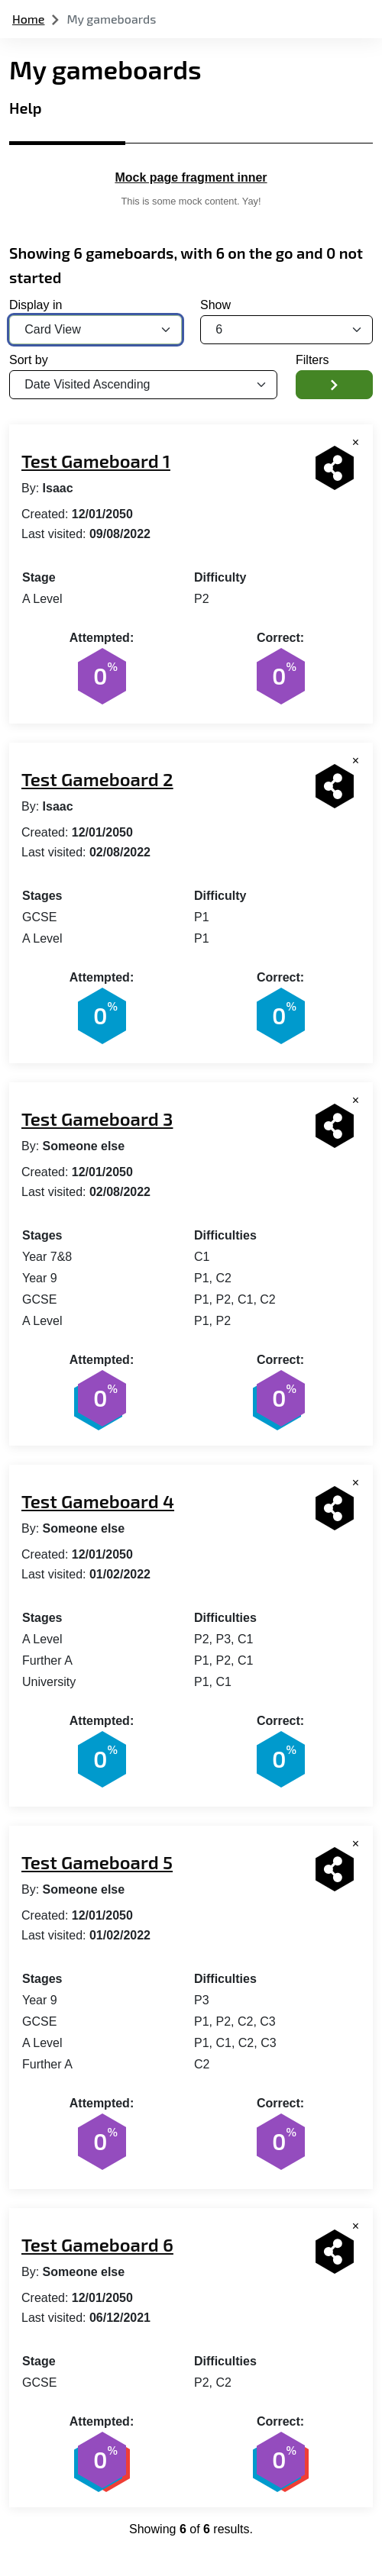 Home > My gameboards
My gameboards
Help
Mock page fragment inner
This is some mock content. Yay!
Showing 6 gameboards, with 6 on the go and 0 not
started
Display in Show
Card View 6
Sort by Filters
Date Visited Ascending
×
Test Gameboard 1
By: Isaac
Created: 12/01/2050
Last visited: 09/08/2022
Stage Difficulty
A Level P2
Attempted: Correct:
0% 0%
×
Test Gameboard 2
By: Isaac
Created: 12/01/2050
Last visited: 02/08/2022
Stages Difficulty
GCSE P1
A Level P1
Attempted: Correct:
0% 0%
×
Test Gameboard 3
By: Someone else
Created: 12/01/2050
Last visited: 02/08/2022
Stages Difficulties
Year 7&8 C1
Year 9 P1, C2
GCSE P1, P2, C1, C2
A Level P1, P2
Attempted: Correct:
0% 0%
×
Test Gameboard 4
By: Someone else
Created: 12/01/2050
Last visited: 01/02/2022
Stages Difficulties
A Level P2, P3, C1
Further A P1, P2, C1
University P1, C1
Attempted: Correct:
0% 0%
×
Test Gameboard 5
By: Someone else
Created: 12/01/2050
Last visited: 01/02/2022
Stages Difficulties
Year 9 P3
GCSE P1, P2, C2, C3
A Level P1, C1, C2, C3
Further A C2
Attempted: Correct:
0% 0%
×
Test Gameboard 6
By: Someone else
Created: 12/01/2050
Last visited: 06/12/2021
Stage Difficulties
GCSE P2, C2
Attempted: Correct:
0% 0%
Showing 6 of 6 results.